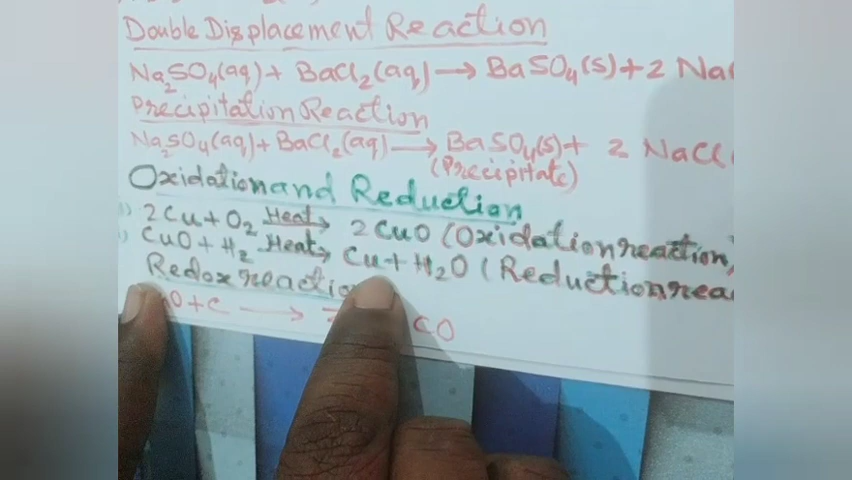 Double Displacement Reaction
Na2SO4(aq)+ BaCl2(aq)→ BaSO4(s)+2 Na
Precipitation Reaction
Na2SO4(aq)+BaCl2(aq)→BaSO4(s)+ 2 NaCl
(Precipitate)
Oxidation and Reduction
2Cu+O2 Heat→ 2CuO (Oxidation reaction)
CuO+H2 Heat→ Cu+H2O (Reduction rea
Redox reaction
O+C → CO